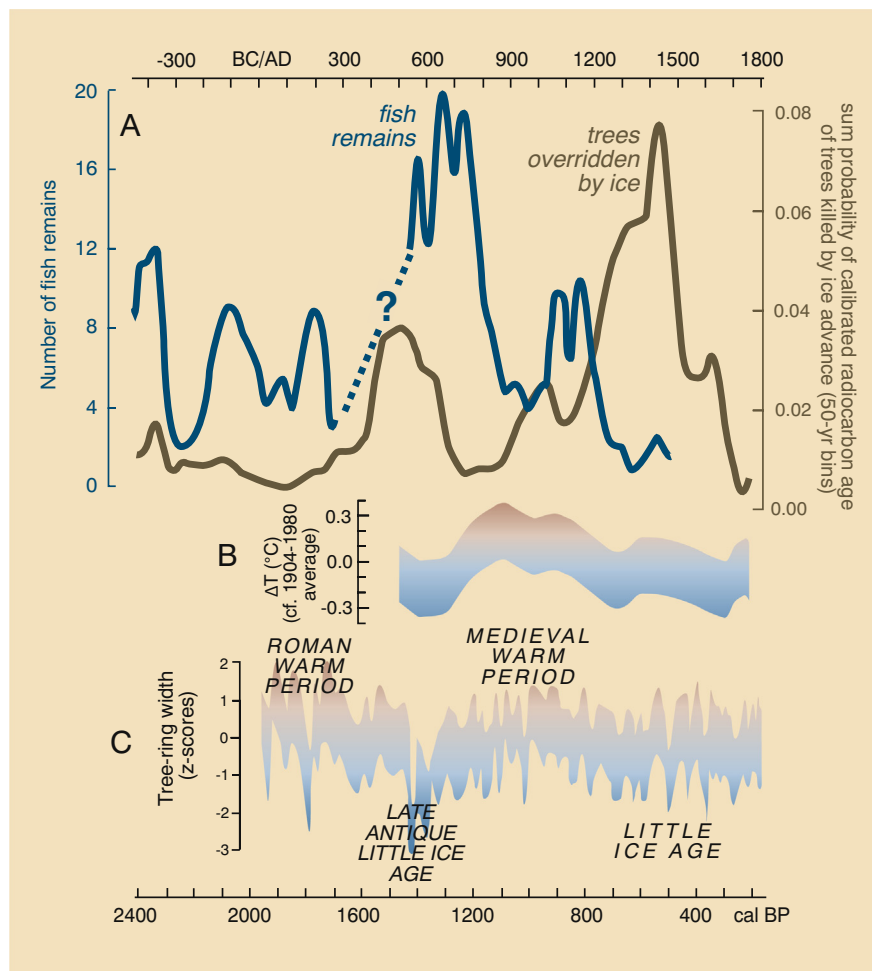 -300 BC/AD 300 600 900 1200 1500 1800
A
20
16
12
8
4
0
Number of fish remains
fish
remains
?
trees
overridden
by ice
0.08
0.06
0.04
0.02
0.00
sum probability of calibrated radiocarbon age
of trees killed by ice advance (50-yr bins)
B
ΔT (°C)
(cf. 1904-1980
average)
0.3
0.0
-0.3
ROMAN
WARM
PERIOD
MEDIEVAL
WARM
PERIOD
C
Tree-ring width
(z-scores)
2
1
0
-1
-2
-3
LATE
ANTIQUE
LITTLE ICE
AGE
LITTLE
ICE AGE
2400 2000 1600 1200 800 400 cal BP